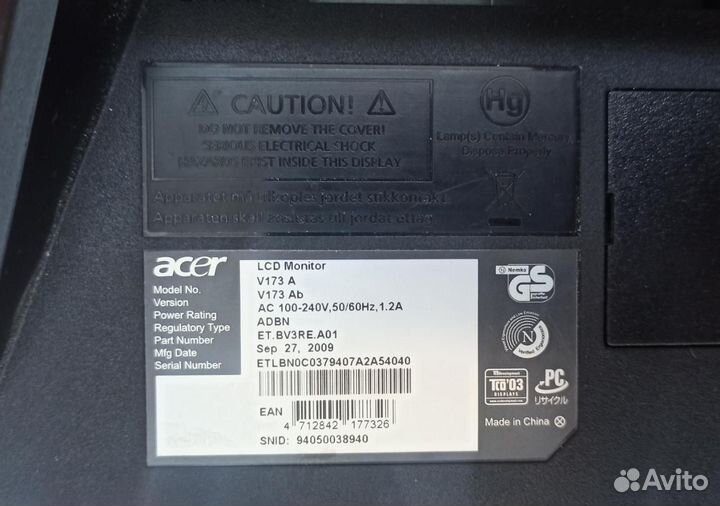 CAUTION!
DO NOT REMOVE THE COVER!
SERIOUS ELECTRICAL SHOCK
HAZARDS EXIST INSIDE THIS DISPLAY
Hg
Lamp(s) Contain Mercury
Dispose Properly
Apparatet må tilkoples jordet stikkontakt
Apparaten skall anslutas till jordat uttag
acer
LCD Monitor
Model No. V173 A
Version V173 Ab
Power Rating AC 100-240V,50/60Hz,1.2A
Regulatory Type ADBN
Part Number ET.BV3RE.A01
Mfg Date Sep 27, 2009
Serial Number ETLBN0C0379407A2A54040
EAN
4 712842 177326
SNID: 94050038940
N Nemko
GS
geprüfte
Sicherheit
N
Verified Ergonomics
TCO'03
DISPLAYS
PC
リサイクル
Made in China
Avito